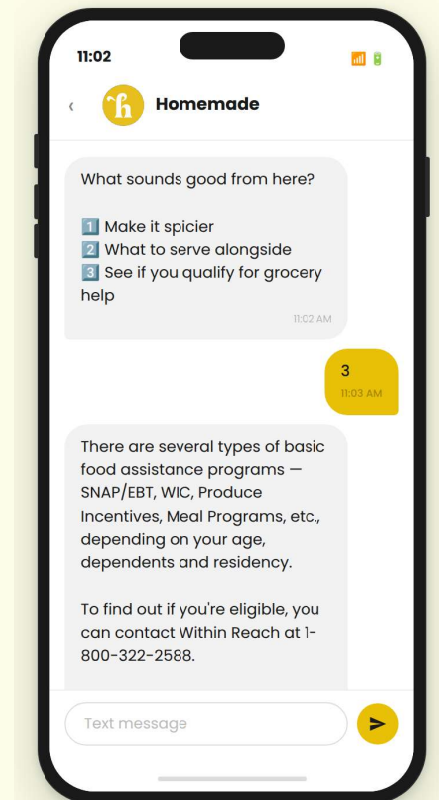 11:02
Homemade
What sounds good from here?
1 Make it spicier
2 What to serve alongside
3 See if you qualify for grocery
help
11:02 AM
3
11:03 AM
There are several types of basic
food assistance programs —
SNAP/EBT, WIC, Produce
Incentives, Meal Programs, etc.,
depending on your age,
dependents and residency.
To find out if you're eligible, you
can contact Within Reach at 1-
800-322-2588.
Text message